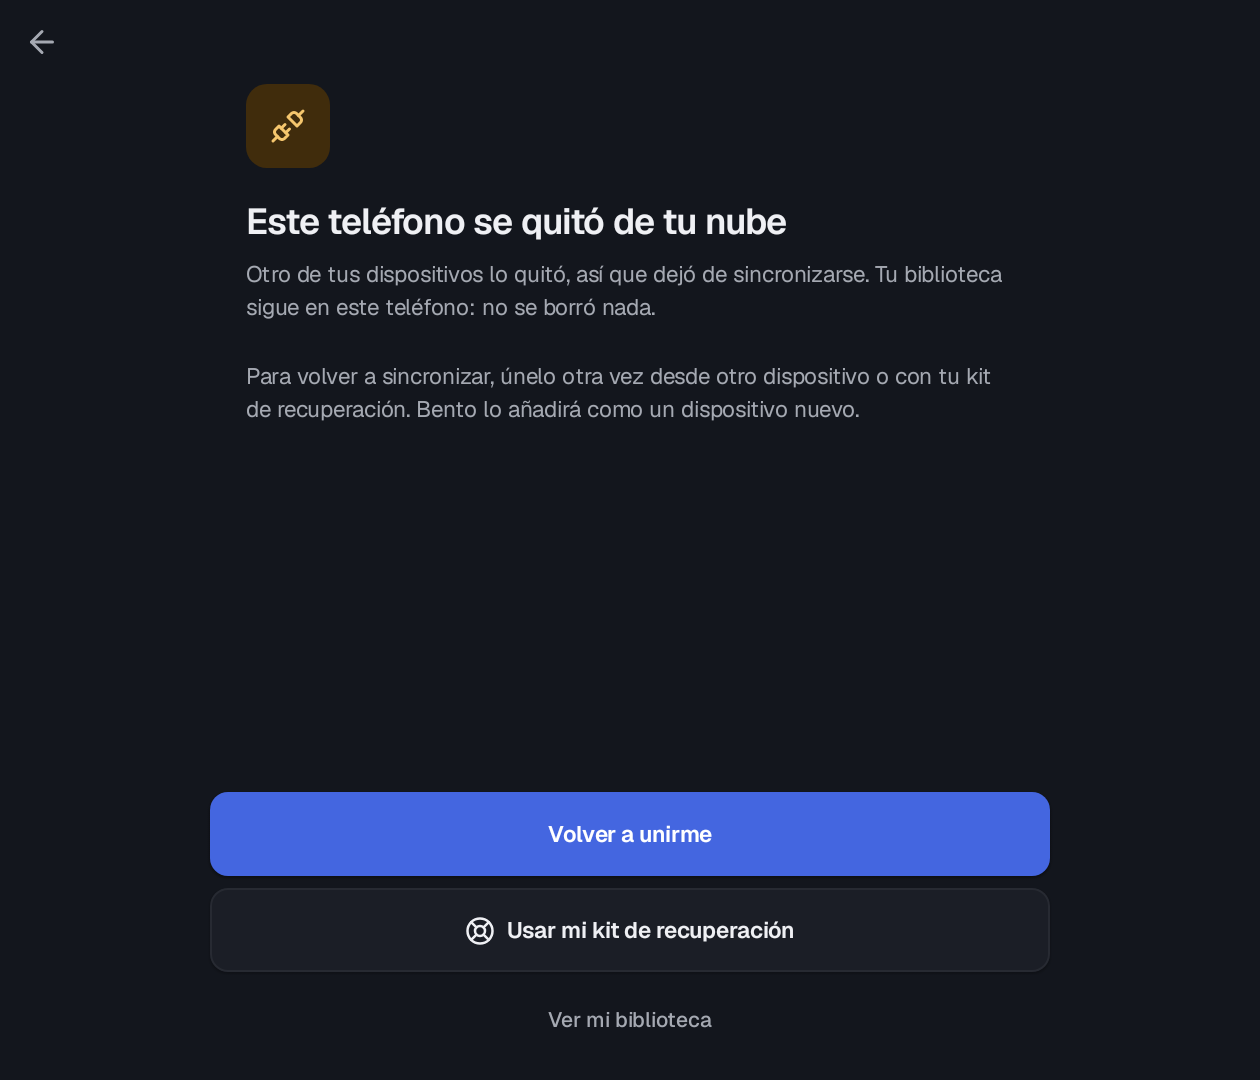 Este teléfono se quitó de tu nube
Otro de tus dispositivos lo quitó, así que dejó de sincronizarse. Tu biblioteca
sigue en este teléfono: no se borró nada.
Para volver a sincronizar, únelo otra vez desde otro dispositivo o con tu kit
de recuperación. Bento lo añadirá como un dispositivo nuevo.
Volver a unirme
Usar mi kit de recuperación
Ver mi biblioteca